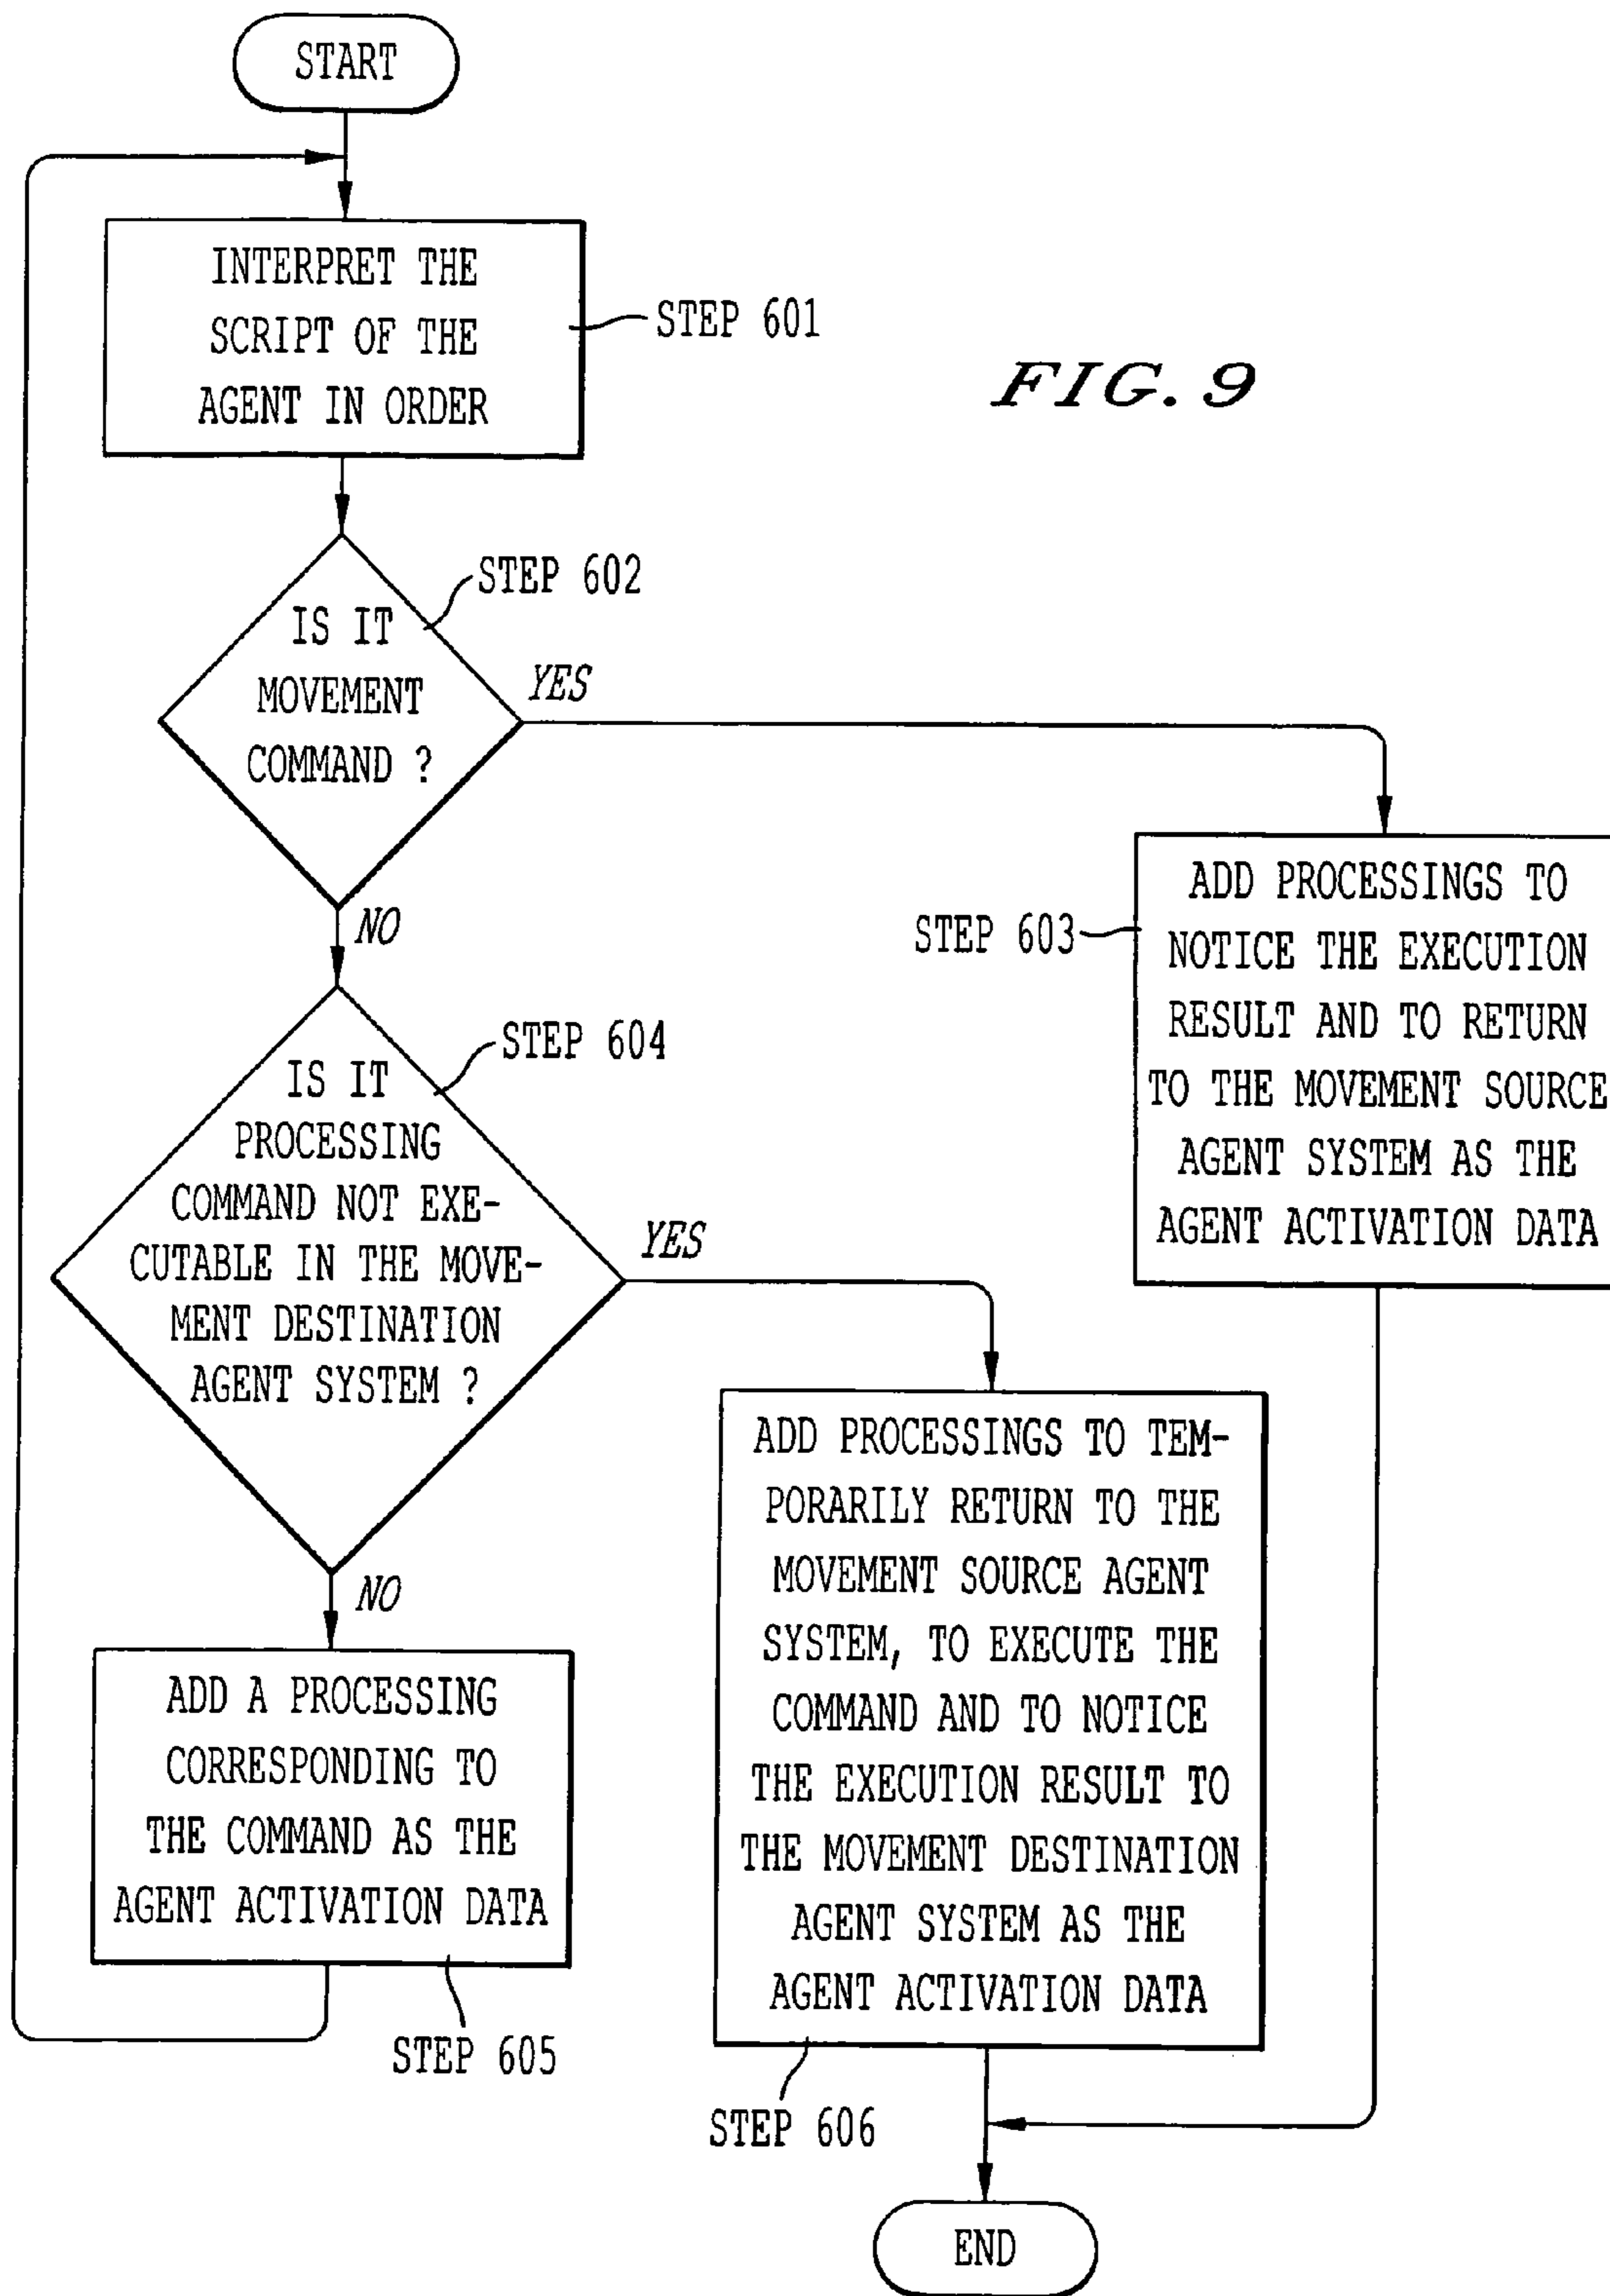 START
INTERPRET THE
SCRIPT OF THE
AGENT IN ORDER
STEP 601
FIG. 9
IS IT
MOVEMENT
COMMAND ?
STEP 602
YES
NO
ADD PROCESSINGS TO
NOTICE THE EXECUTION
RESULT AND TO RETURN
TO THE MOVEMENT SOURCE
AGENT SYSTEM AS THE
AGENT ACTIVATION DATA
STEP 603
IS IT
PROCESSING
COMMAND NOT EXE-
CUTABLE IN THE MOVE-
MENT DESTINATION
AGENT SYSTEM ?
STEP 604
YES
NO
ADD A PROCESSING
CORRESPONDING TO
THE COMMAND AS THE
AGENT ACTIVATION DATA
STEP 605
ADD PROCESSINGS TO TEM-
PORARILY RETURN TO THE
MOVEMENT SOURCE AGENT
SYSTEM, TO EXECUTE THE
COMMAND AND TO NOTICE
THE EXECUTION RESULT TO
THE MOVEMENT DESTINATION
AGENT SYSTEM AS THE
AGENT ACTIVATION DATA
STEP 606
END